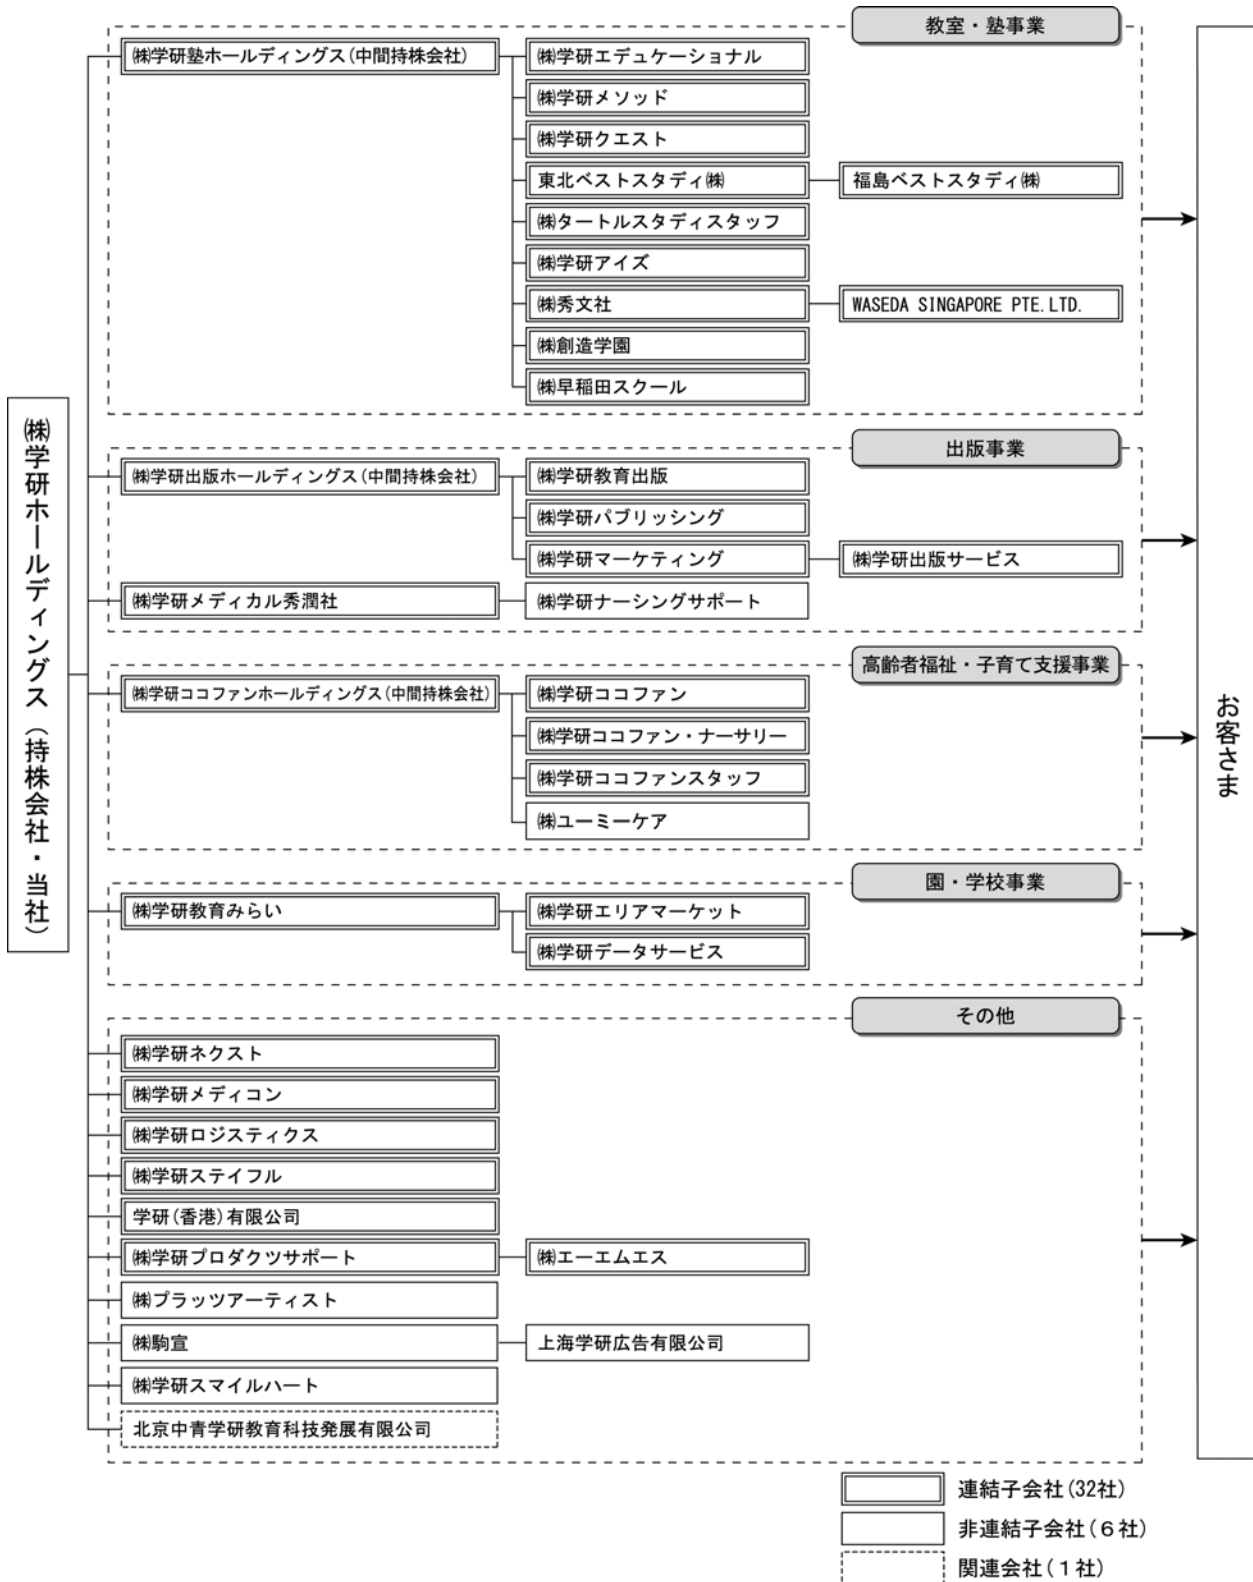 ㈱学研ホールディングス（持株会社・当社）
教室・塾事業
㈱学研塾ホールディングス(中間持株会社)
㈱学研エデュケーショナル
㈱学研メソッド
㈱学研クエスト
東北ベストスタディ㈱
福島ベストスタディ㈱
㈱タートルスタディスタッフ
㈱学研アイズ
㈱秀文社
WASEDA SINGAPORE PTE.LTD.
㈱創造学園
㈱早稲田スクール
出版事業
㈱学研出版ホールディングス(中間持株会社)
㈱学研教育出版
㈱学研パブリッシング
㈱学研マーケティング
㈱学研出版サービス
㈱学研メディカル秀潤社
㈱学研ナーシングサポート
高齢者福祉・子育て支援事業
㈱学研ココファンホールディングス(中間持株会社)
㈱学研ココファン
㈱学研ココファン・ナーサリー
㈱学研ココファンスタッフ
㈱ユーミーケア
園・学校事業
㈱学研教育みらい
㈱学研エリアマーケット
㈱学研データサービス
その他
㈱学研ネクスト
㈱学研メディコン
㈱学研ロジスティクス
㈱学研ステイフル
学研(香港)有限公司
㈱学研プロダクツサポート
㈱エーエムエス
㈱プラッツアーティスト
㈱駒宣
上海学研広告有限公司
㈱学研スマイルハート
北京中青学研教育科技発展有限公司
お客さま
連結子会社(32社)
非連結子会社(６社)
関連会社(１社)